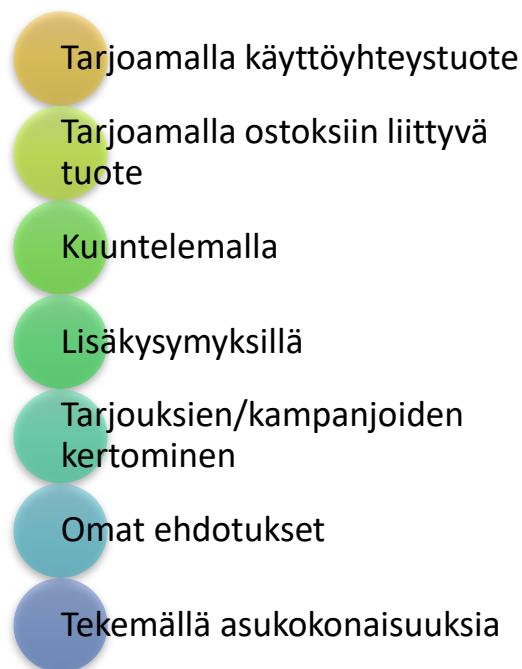 Tarjoamalla käyttöyhteystuote
Tarjoamalla ostoksiin liittyvä
tuote
Kuuntelemalla
Lisäkysymyksillä
Tarjouksien/kampanjoiden
kertominen
Omat ehdotukset
Tekemällä asukokonaisuuksia